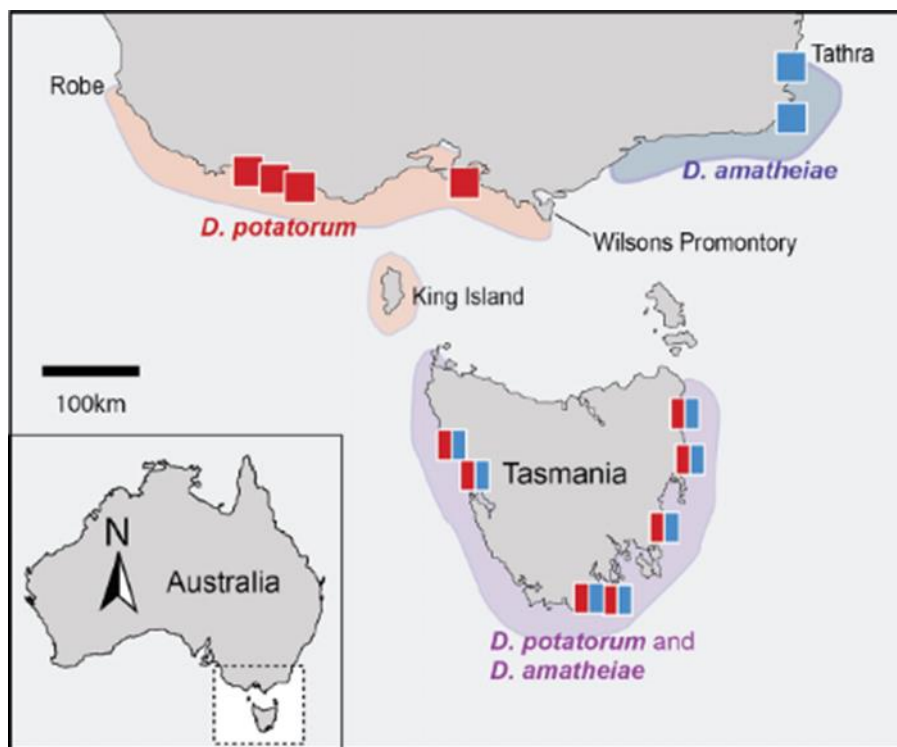 Robe
Tathra
D. amatheiae
D. potatorum
Wilsons Promontory
King Island
100km
Tasmania
N
Australia
D. potatorum and
D. amatheiae